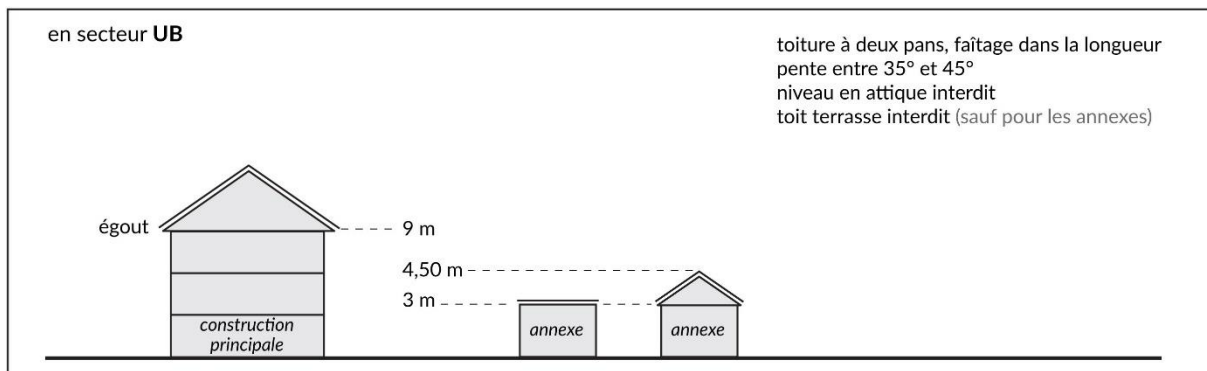 en secteur UB
toiture à deux pans, faîtage dans la longueur
pente entre 35° et 45°
niveau en attique interdit
toit terrasse interdit (sauf pour les annexes)
égout
9 m
4,50 m
3 m
construction
principale
annexe
annexe